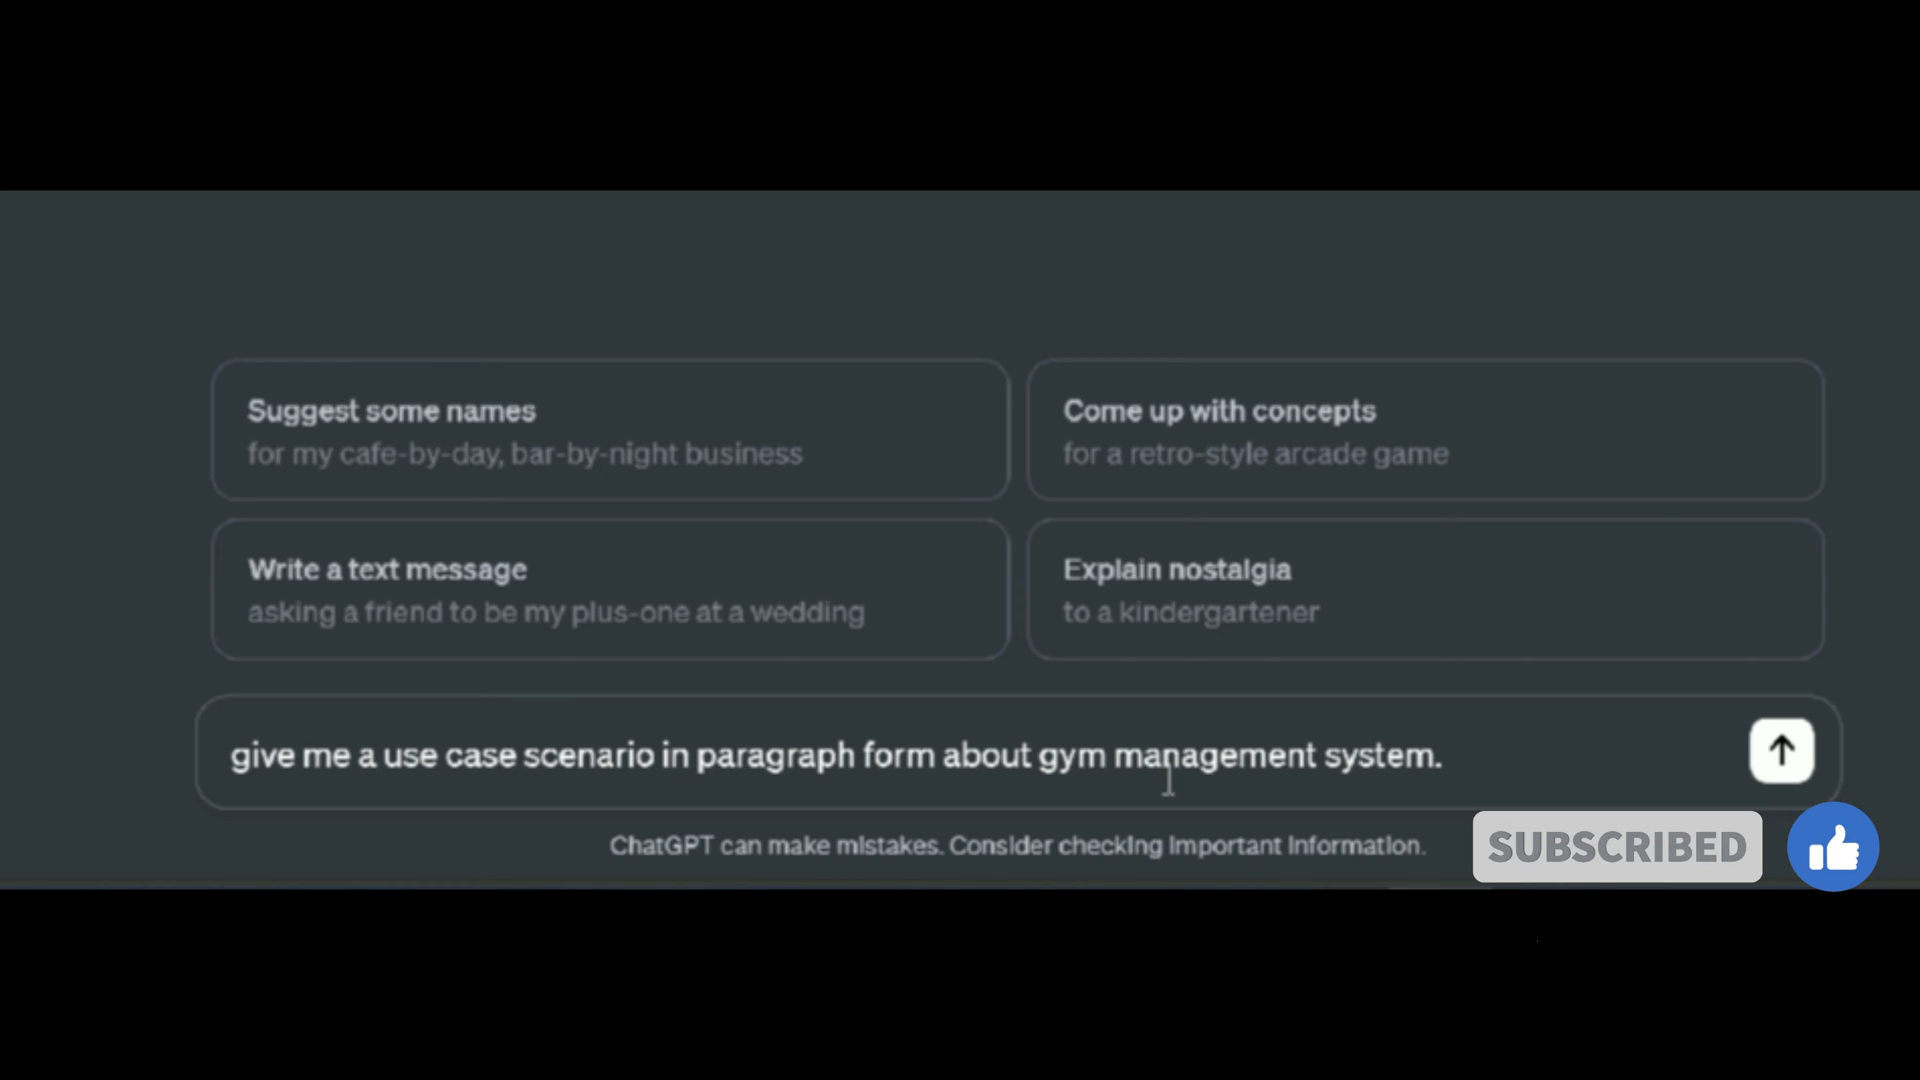 Suggest some names
for my cafe-by-day, bar-by-night business
Come up with concepts
for a retro-style arcade game
Write a text message
asking a friend to be my plus-one at a wedding
Explain nostalgia
to a kindergartener
give me a use case scenario in paragraph form about gym management system.
ChatGPT can make mistakes. Consider checking important information.
SUBSCRIBED